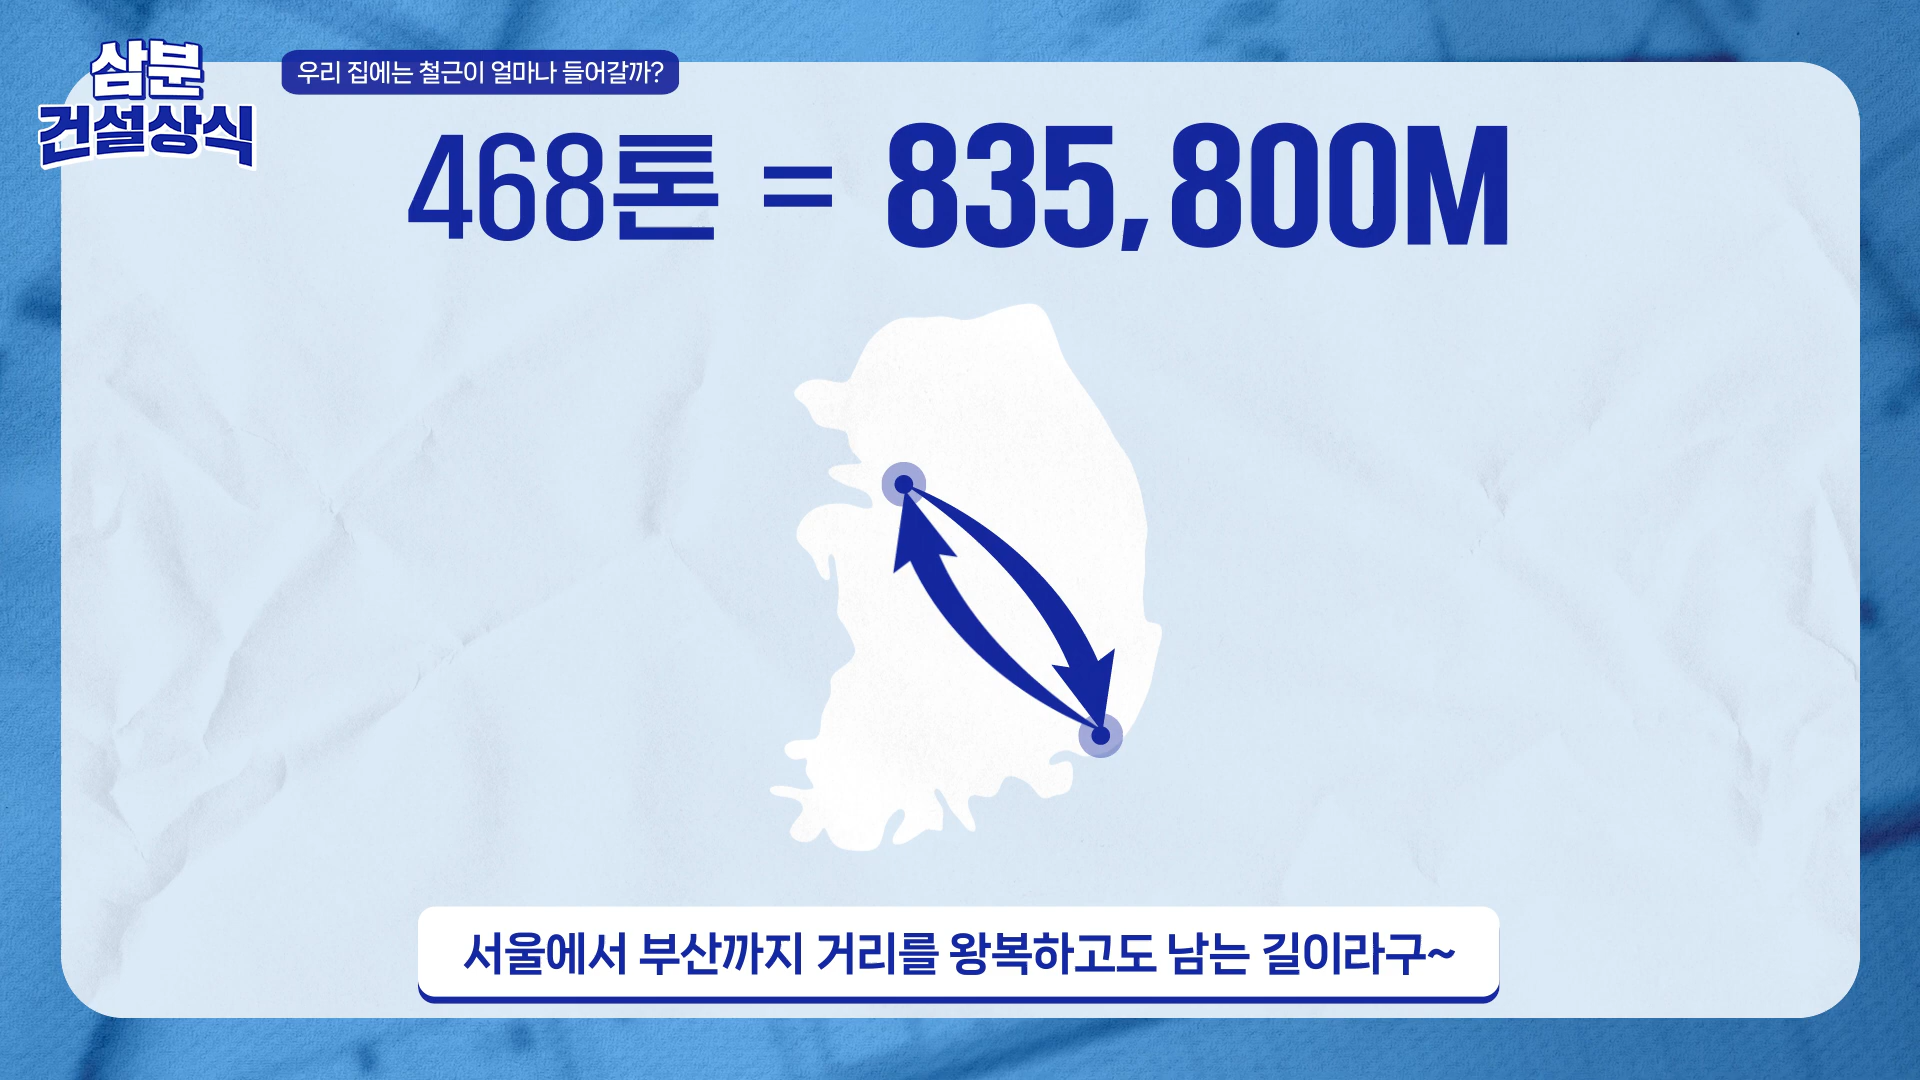 삼분
건설상식
우리 집에는 철근이 얼마나 들어갈까?
468톤 = 835,800M
서울에서 부산까지 거리를 왕복하고도 남는 길이라구~